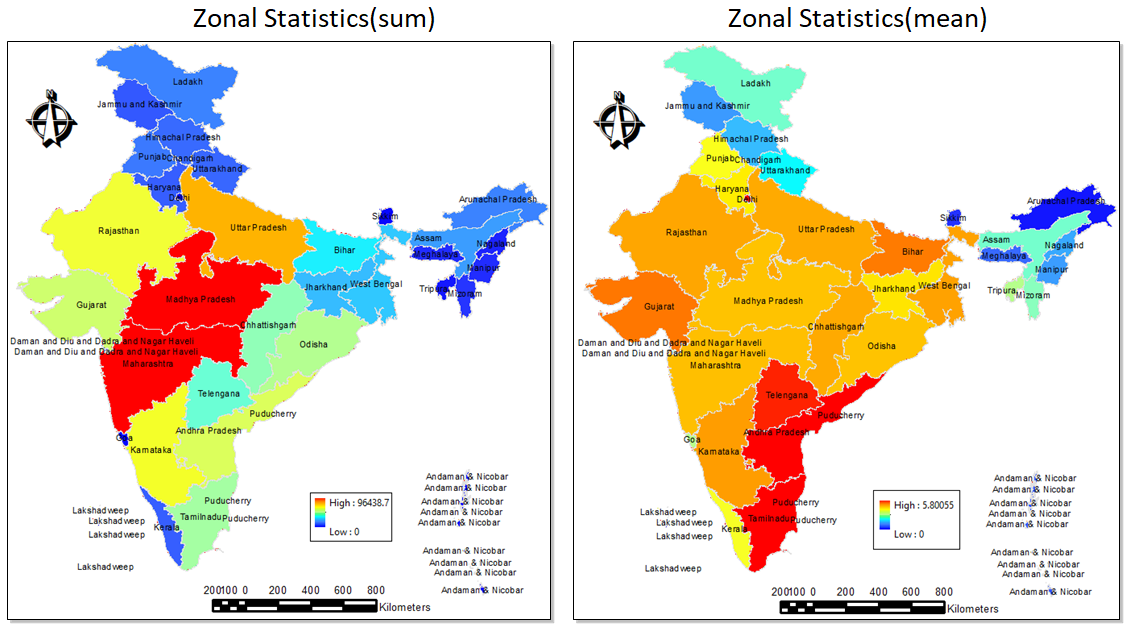 Zonal Statistics(sum)
Zonal Statistics(mean)
Ladakh
N
Jammu and Kashmir
Himachal Pradesh
Punjab
Chandigarh
Uttarakhand
Haryana
Delhi
Arunachal Pradesh
Sikkim
Rajasthan
Uttar Pradesh
Assam
Nagaland
Bihar
Meghalaya
Manipur
Jharkhand
West Bengal
Tripura
Mizoram
Gujarat
Madhya Pradesh
Chhattisgarh
Daman and Diu and Dadra and Nagar Haveli
Daman and Diu and Dadra and Nagar Haveli
Odisha
Maharashtra
Telengana
Puducherry
Andhra Pradesh
Goa
Karnataka
Andaman & Nicobar
Andaman & Nicobar
Andaman & Nicobar
Andaman & Nicobar
Andaman & Nicobar
Puducherry
High : 96438.7
Lakshadweep
Lakshadweep
Tamilnadu
Puducherry
Kerala
Low : 0
Lakshadweep
Andaman & Nicobar
Andaman & Nicobar
Andaman & Nicobar
Lakshadweep
Andaman & Nicobar
200100 0 200 400 600 800
Kilometers
Ladakh
N
Jammu and Kashmir
Himachal Pradesh
Punjab
Chandigarh
Uttarakhand
Haryana
Delhi
Arunachal Pradesh
Sikkim
Rajasthan
Uttar Pradesh
Assam
Nagaland
Bihar
Meghalaya
Manipur
Jharkhand
West Bengal
Tripura
Mizoram
Gujarat
Madhya Pradesh
Chhattisgarh
Daman and Diu and Dadra and Nagar Haveli
Daman and Diu and Dadra and Nagar Haveli
Odisha
Maharashtra
Telengana
Puducherry
Andhra Pradesh
Goa
Karnataka
Andaman & Nicobar
Andaman & Nicobar
Andaman & Nicobar
Andaman & Nicobar
Andaman & Nicobar
Puducherry
High : 5.80055
Lakshadweep
Lakshadweep
Tamilnadu
Puducherry
Kerala
Low : 0
Lakshadweep
Andaman & Nicobar
Andaman & Nicobar
Andaman & Nicobar
Lakshadweep
Andaman & Nicobar
200100 0 200 400 600 800
Kilometers